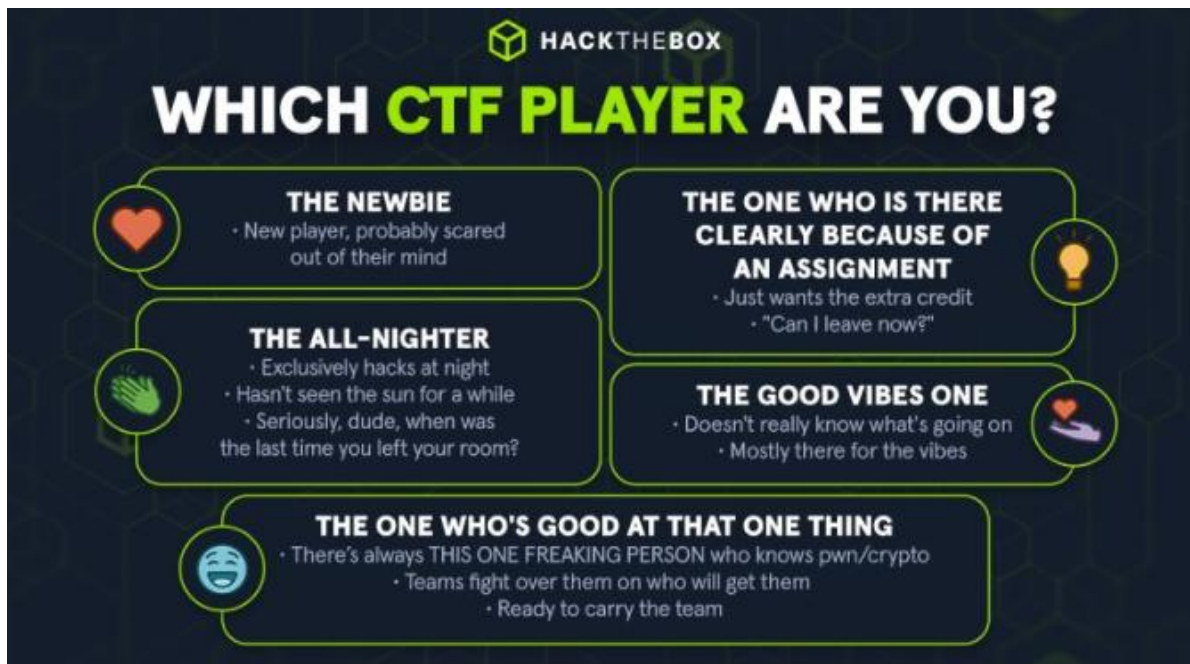 HACKTHEBOX
WHICH CTF PLAYER ARE YOU?
THE NEWBIE
· New player, probably scared
out of their mind
THE ONE WHO IS THERE
CLEARLY BECAUSE OF
AN ASSIGNMENT
· Just wants the extra credit
· "Can I leave now?"
THE ALL-NIGHTER
· Exclusively hacks at night
· Hasn't seen the sun for a while
· Seriously, dude, when was
the last time you left your room?
THE GOOD VIBES ONE
· Doesn't really know what's going on
· Mostly there for the vibes
THE ONE WHO'S GOOD AT THAT ONE THING
· There's always THIS ONE FREAKING PERSON who knows pwn/crypto
· Teams fight over them on who will get them
· Ready to carry the team